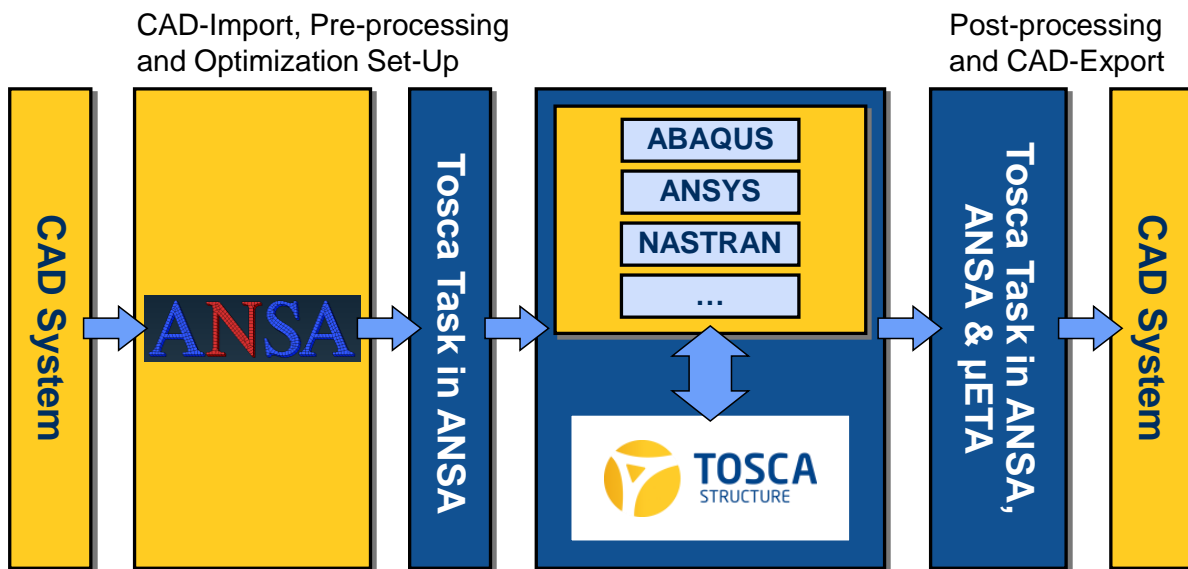 CAD-Import, Pre-processing
and Optimization Set-Up
Post-processing
and CAD-Export
CAD System
ANSA
Tosca Task in ANSA
ABAQUS
ANSYS
NASTRAN
...
TOSCA
STRUCTURE
Tosca Task in ANSA,
ANSA & µETA
CAD System